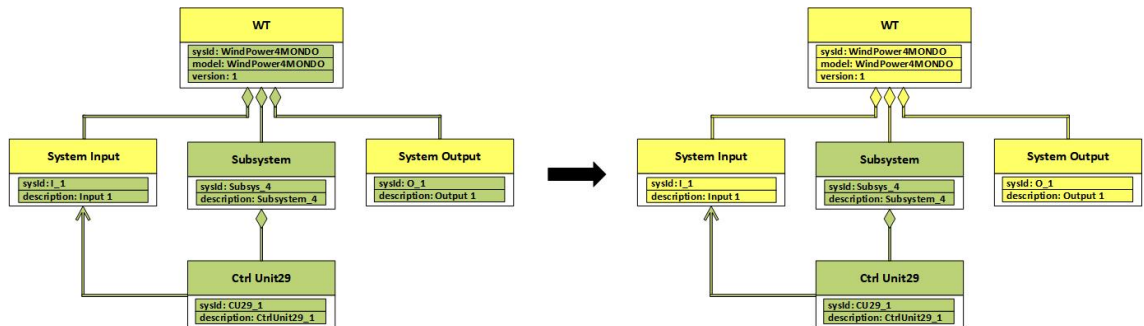 WT
sysId: WindPower4MONDO
model: WindPower4MONDO
version: 1
System Input
sysId: I_1
description: Input 1
Subsystem
sysId: Subsys_4
description: Subsystem_4
System Output
sysId: O_1
description: Output 1
Ctrl Unit29
sysId: CU29_1
description: CtrlUnit29_1
WT
sysId: WindPower4MONDO
model: WindPower4MONDO
version: 1
System Input
sysId: I_1
description: Input 1
Subsystem
sysId: Subsys_4
description: Subsystem_4
System Output
sysId: O_1
description: Output 1
Ctrl Unit29
sysId: CU29_1
description: CtrlUnit29_1